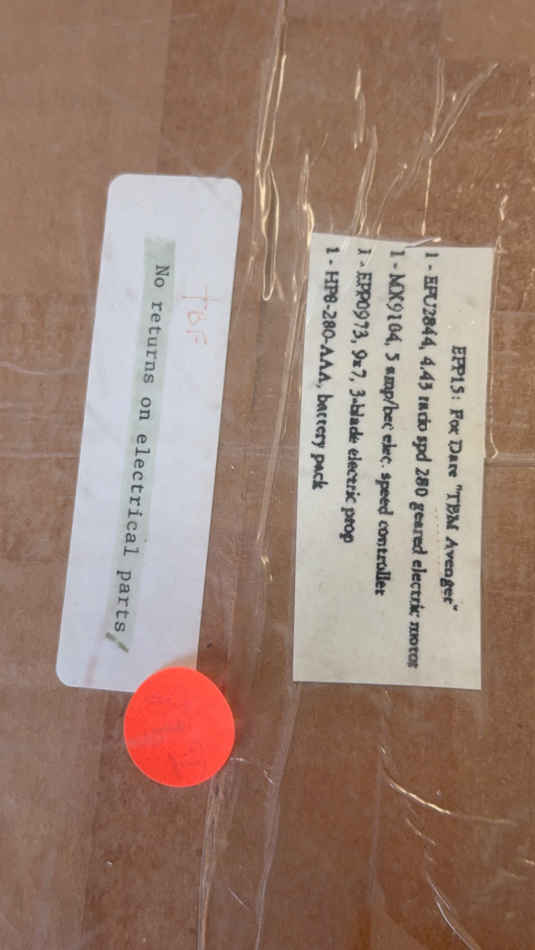 EPP15: For Dare "TBM Avenger"
1 - EPU2844, 4.43 ratio spd 280 geared electric motor
1 - MX9104, 5 amp/bec elec. speed controller
1 - EPP0973, 9x7, 3-blade electric prop
1 - HP8-280-AAA, battery pack
TBF
No returns on electrical parts!